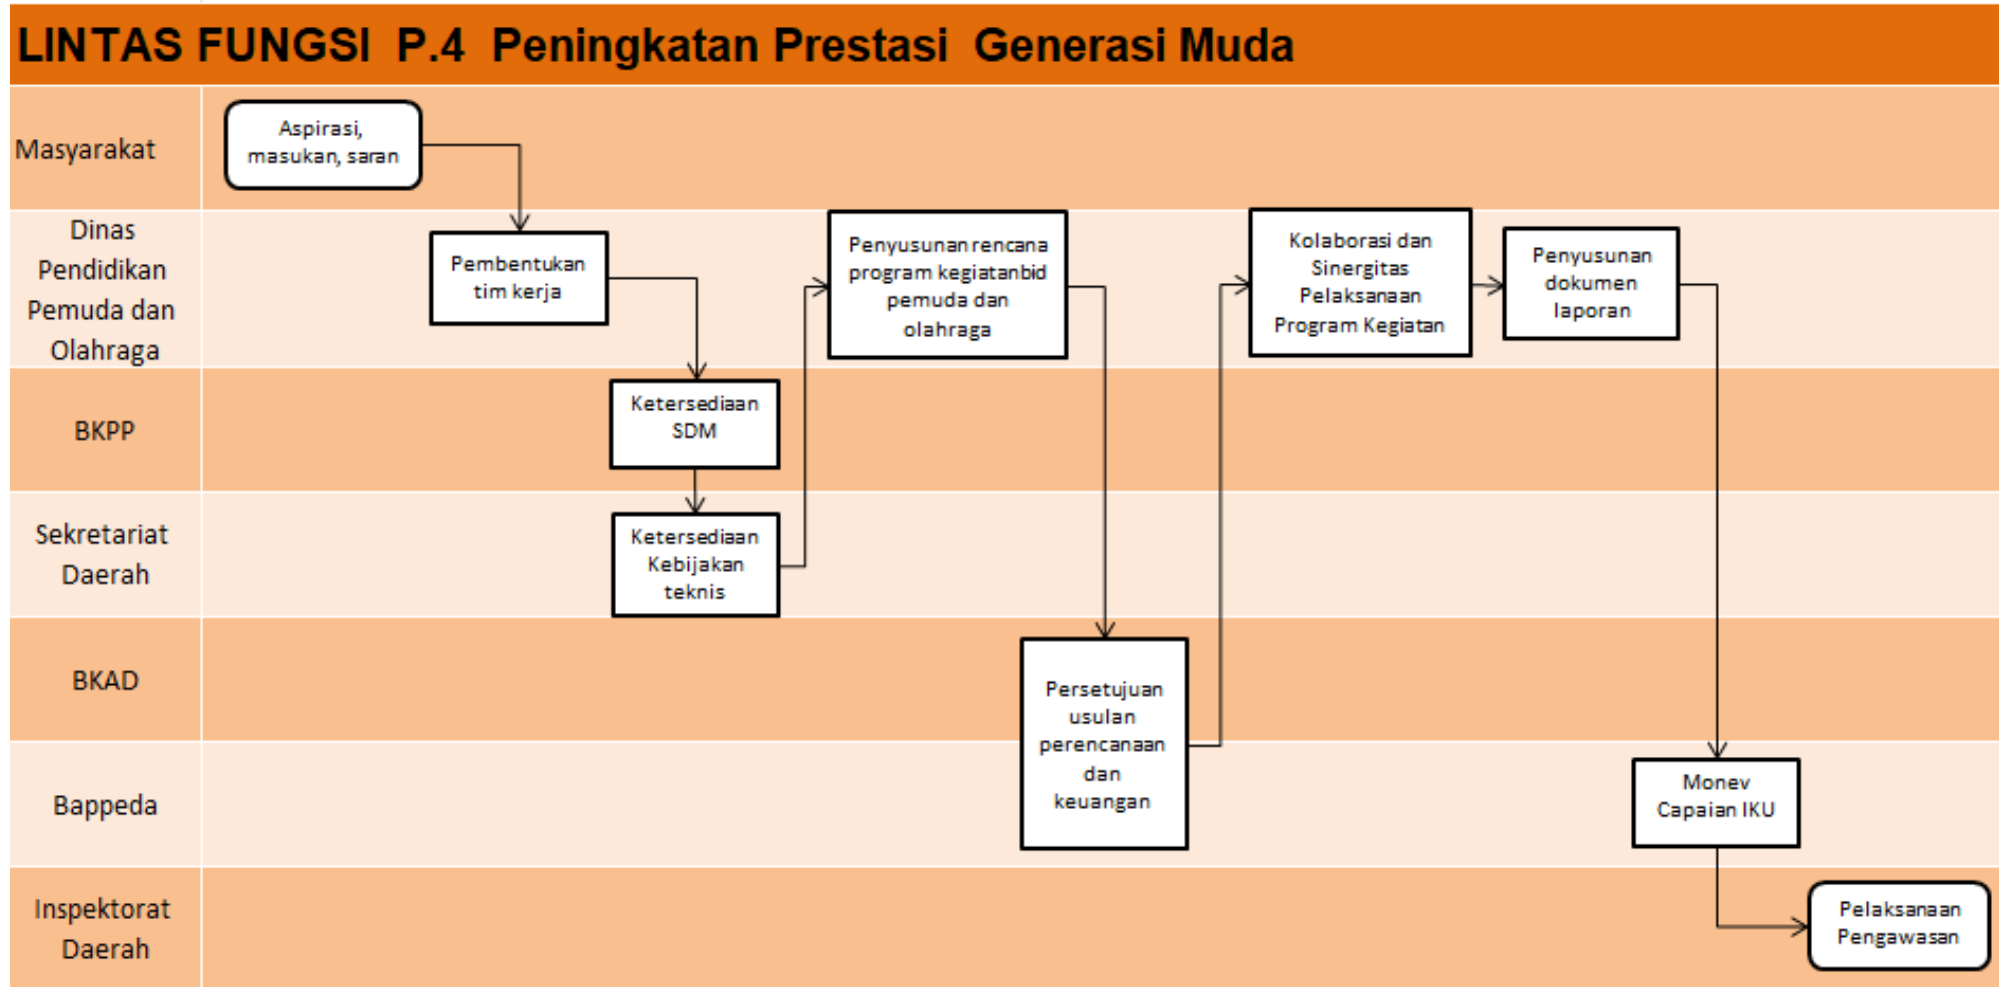 LINTAS FUNGSI P.4 Peningkatan Prestasi Generasi Muda
Masyarakat
Aspirasi,
masukan, saran
Dinas
Pendidikan
Pemuda dan
Olahraga
Pembentukan
tim kerja
Penyusunan rencana
program kegiatanbid
pemuda dan
olahraga
Kolaborasi dan
Sinergitas
Pelaksanaan
Program Kegiatan
Penyusunan
dokumen
laporan
BKPP
Ketersediaan
SDM
Sekretariat
Daerah
Ketersediaan
Kebijakan
teknis
BKAD
Persetujuan
usulan
perencanaan
dan
keuangan
Bappeda
Monev
Capaian IKU
Inspektorat
Daerah
Pelaksanaan
Pengawasan